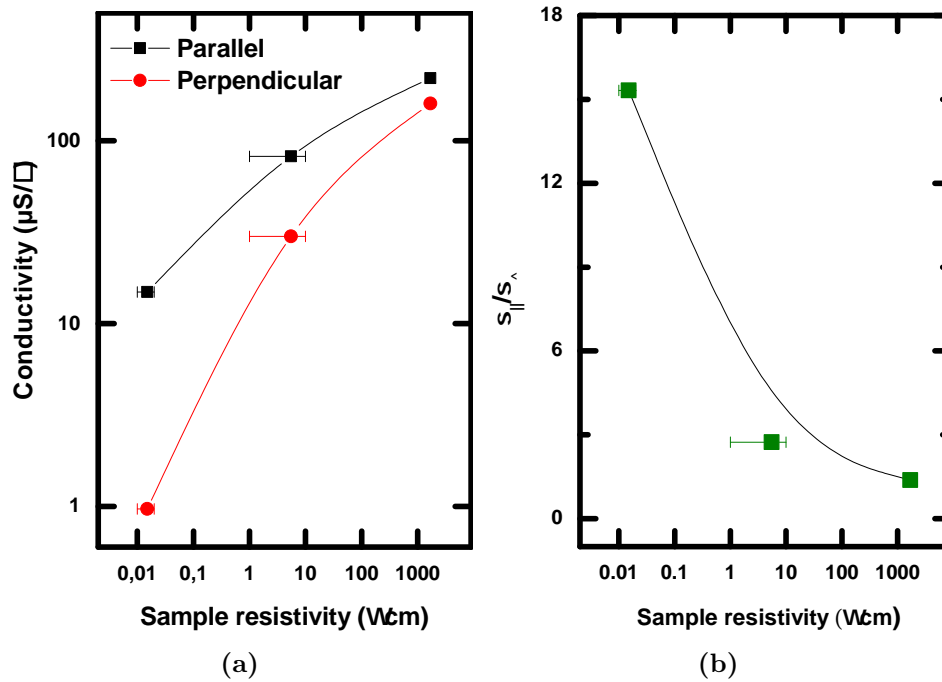 Parallel
Perpendicular
100
10
1
Conductivity (µS/□)
0,01 0,1 1 10 100 1000
Sample resistivity (Wcm)
(a)
18
12
6
0
s||/s^
0.01 0.1 1 10 100 1000
Sample resistivity (Wcm)
(b)